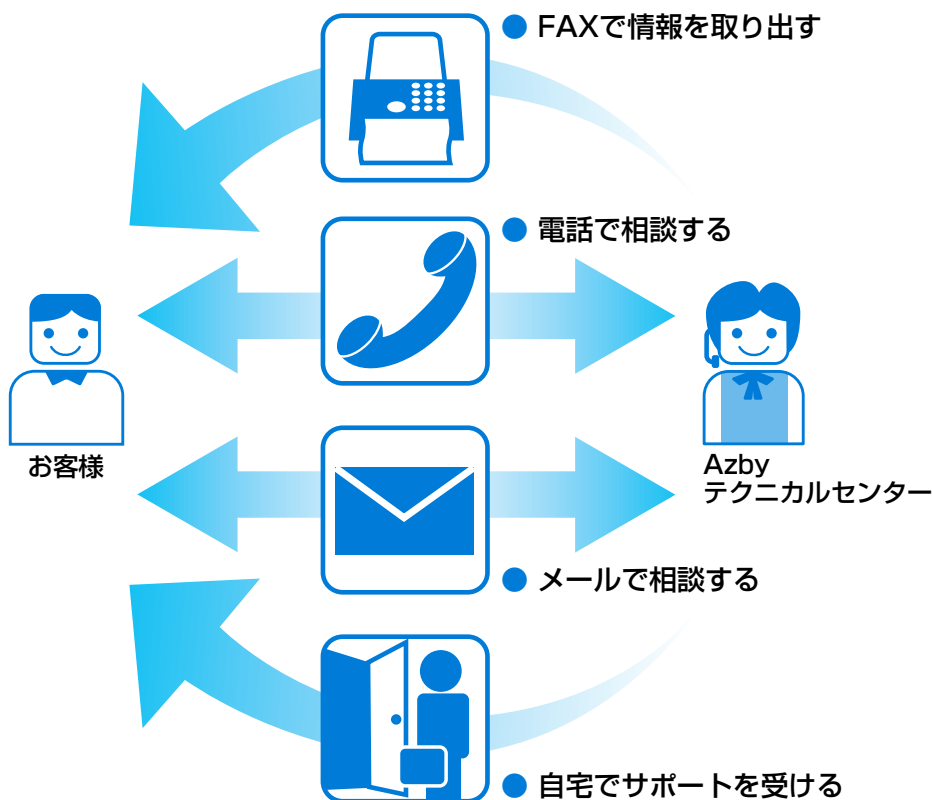 ● FAXで情報を取り出す
● 電話で相談する
お客様
Azby
テクニカルセンター
● メールで相談する
● 自宅でサポートを受ける